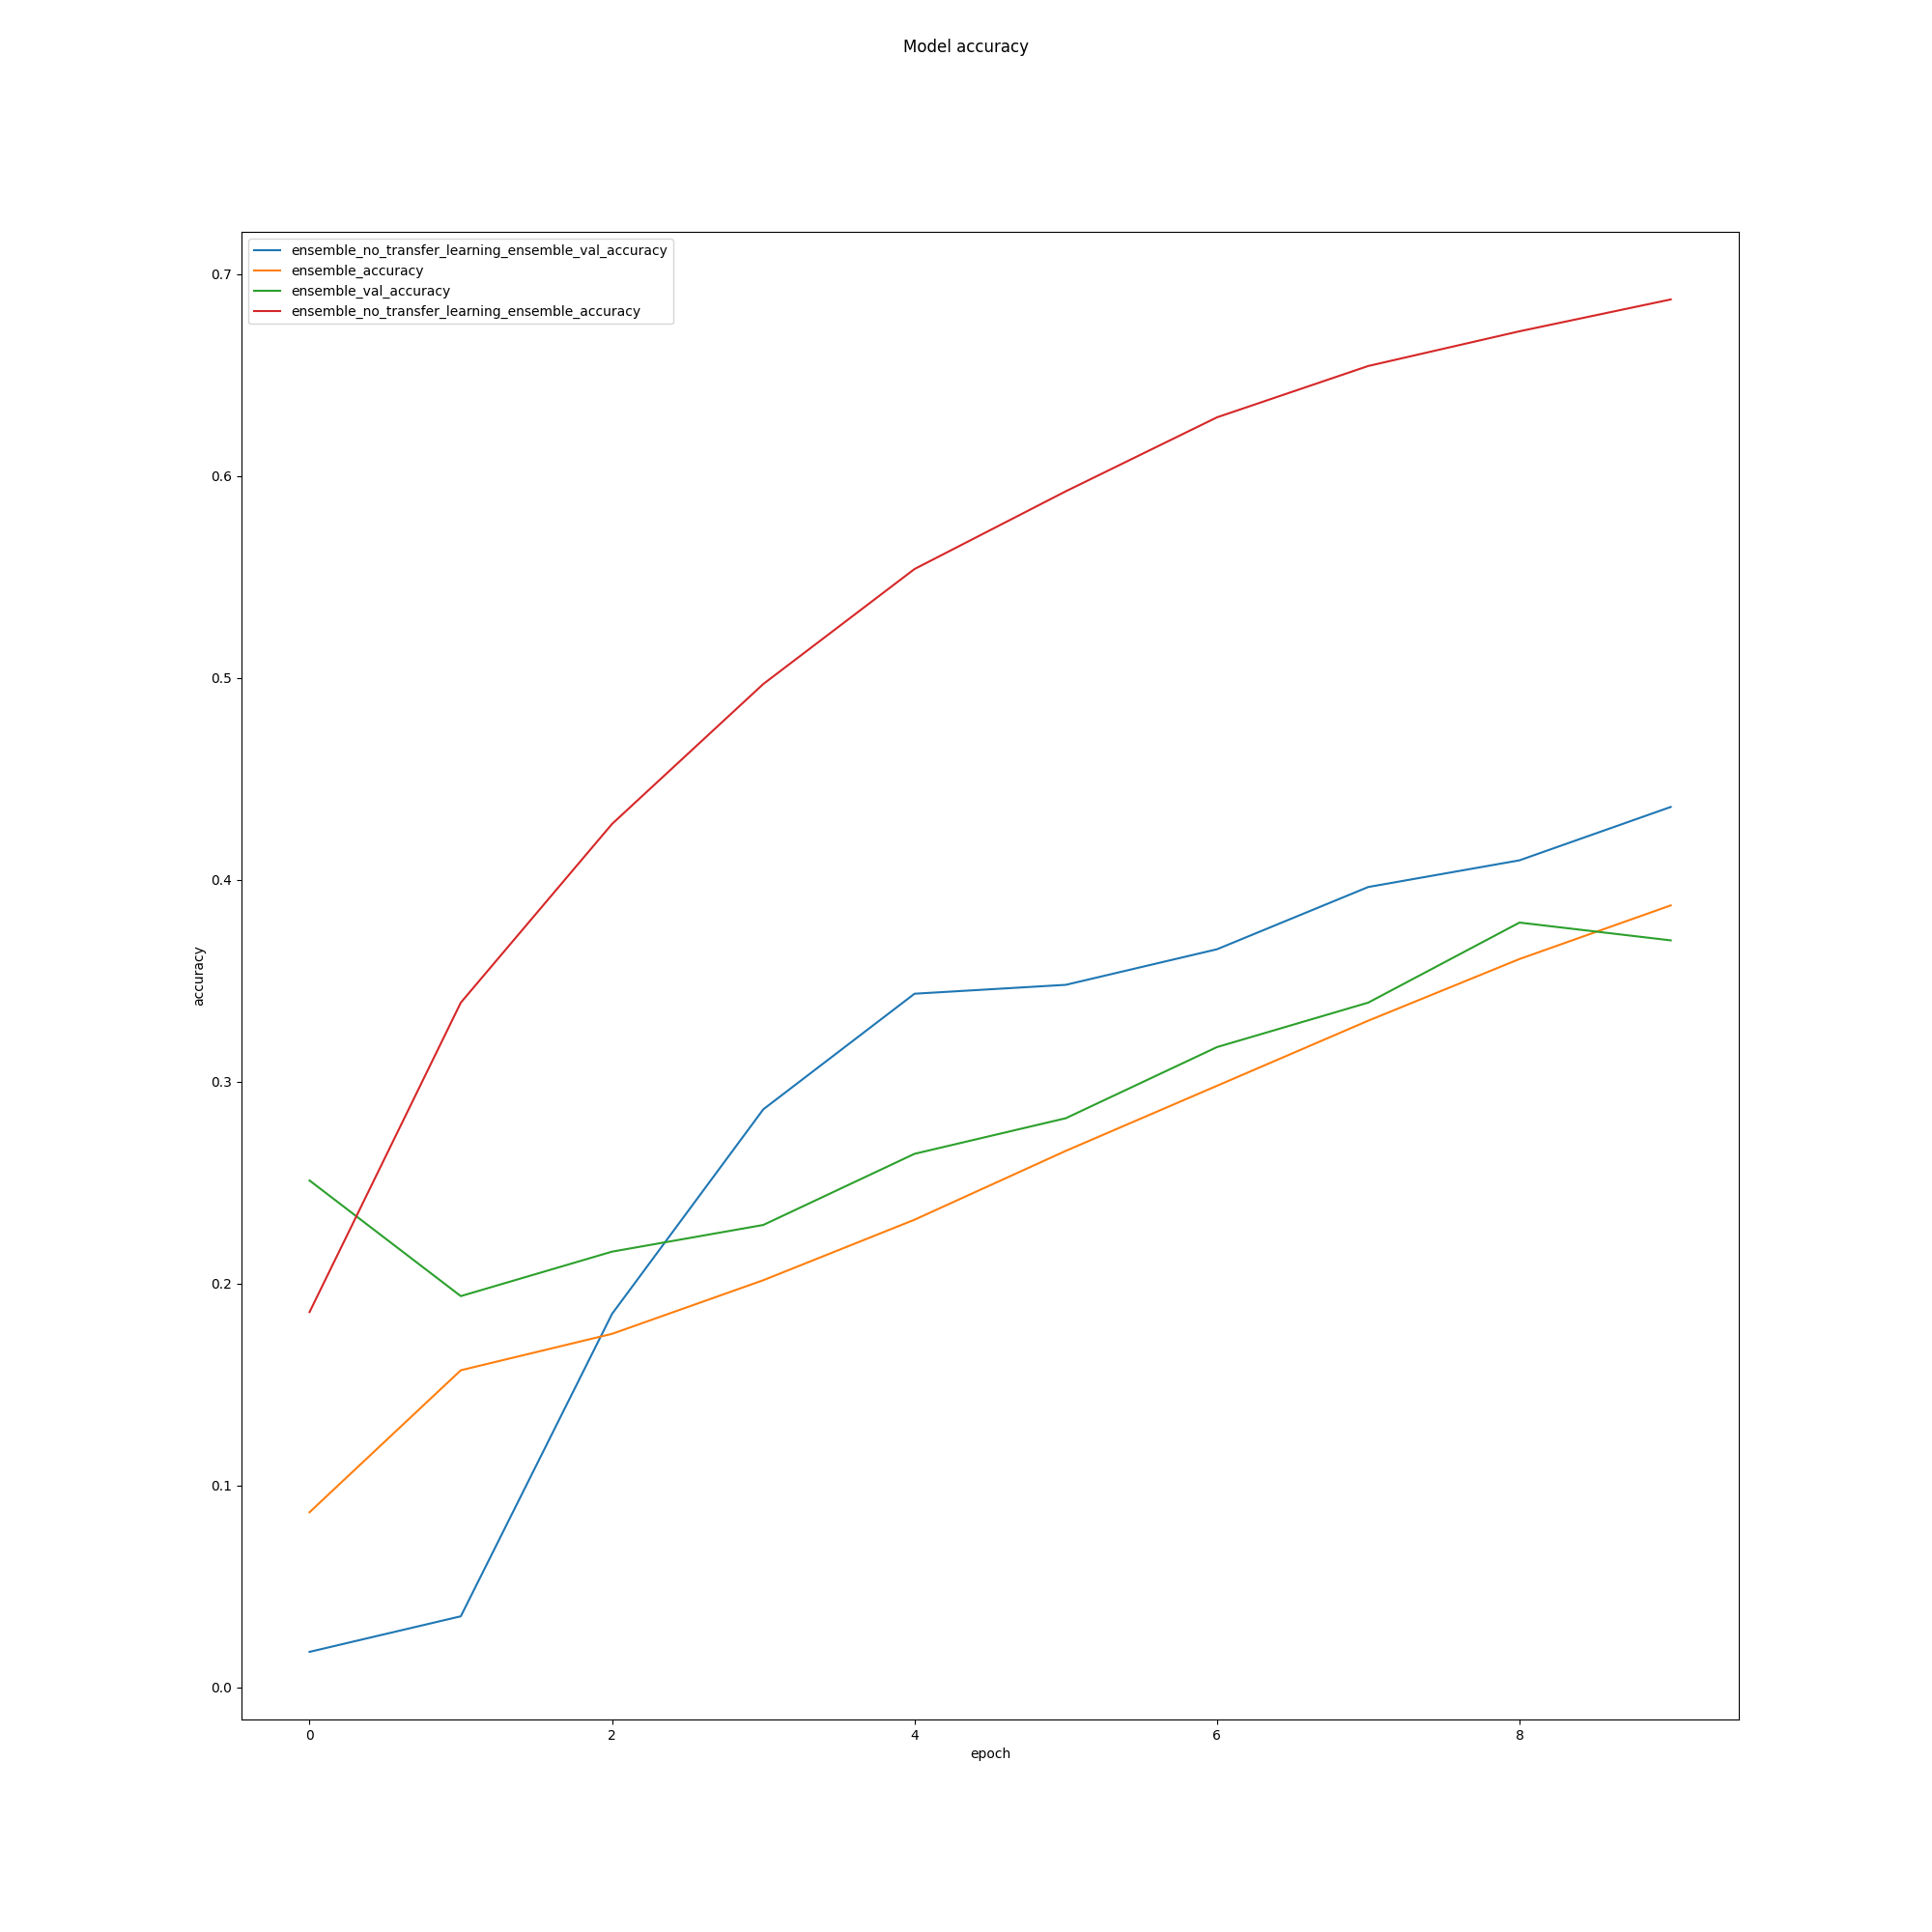 Model accuracy
ensemble_no_transfer_learning_ensemble_val_accuracy
ensemble_accuracy
ensemble_val_accuracy
ensemble_no_transfer_learning_ensemble_accuracy
0.7
0.6
0.5
0.4
0.3
0.2
0.1
0.0
accuracy
0 2 4 6 8
epoch